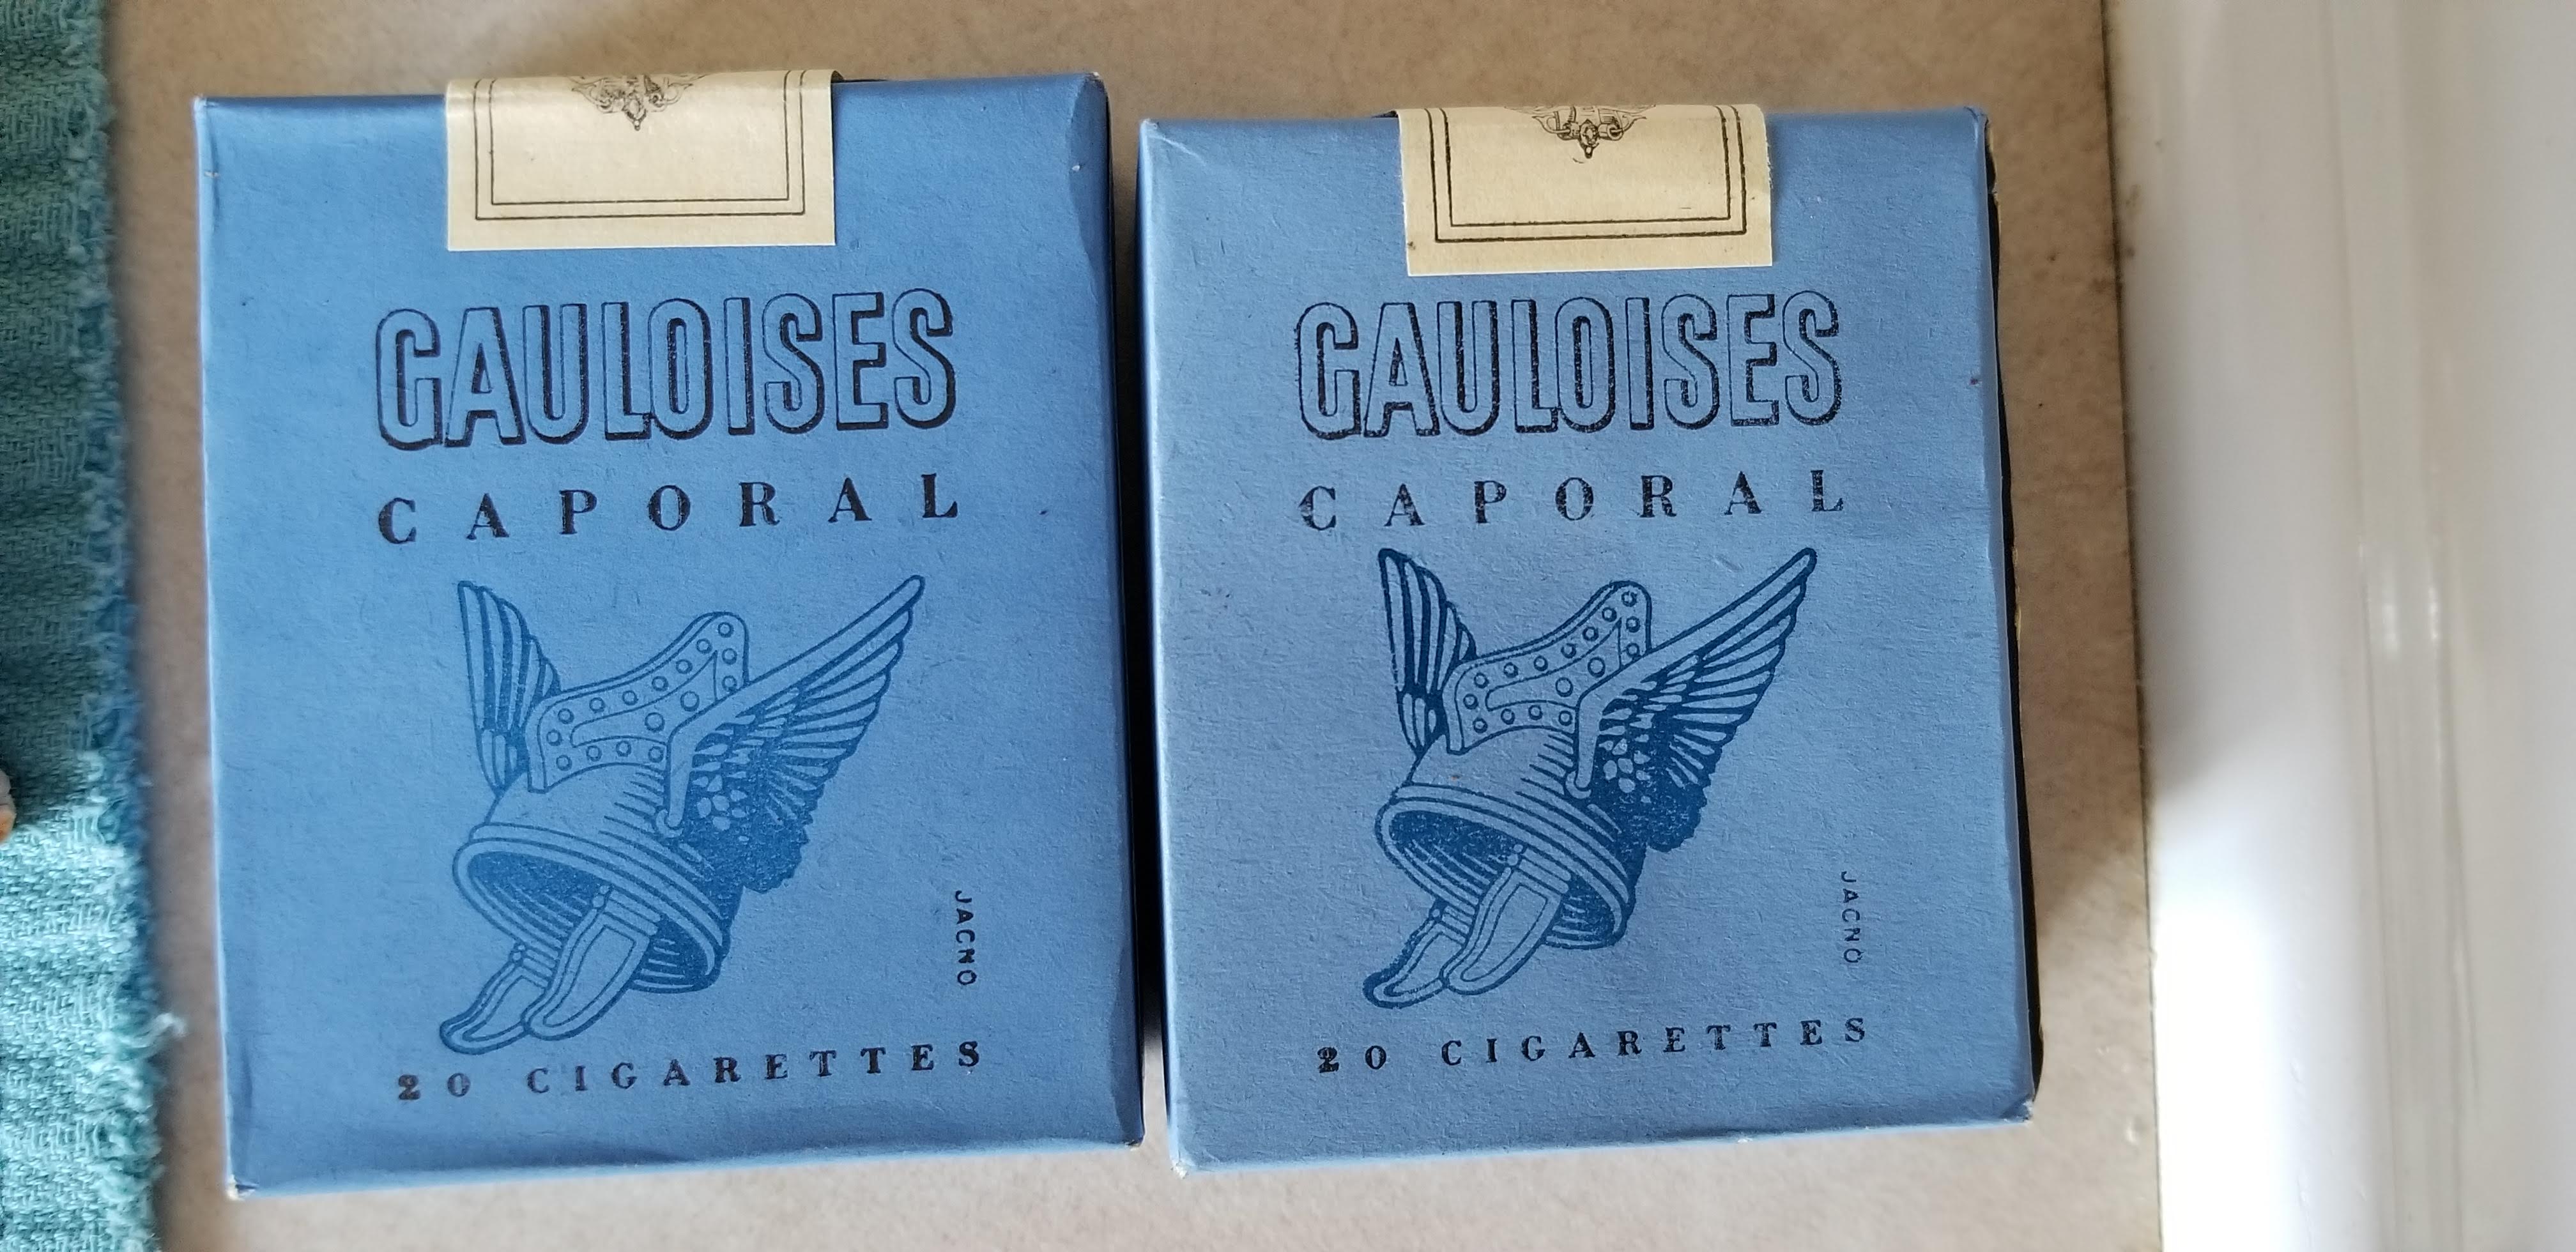 GAULOISES
CAPORAL
JACNO
20 CIGARETTES
GAULOISES
CAPORAL
JACNO
20 CIGARETTES